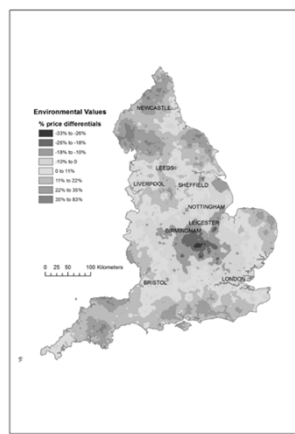 Environmental Values
% price differentials
-33% to -26%
-26% to -18%
-18% to -10%
-10% to 0
0 to 11%
11% to 22%
22% to 35%
35% to 83%
NEWCASTLE
LEEDS
LIVERPOOL
SHEFFIELD
NOTTINGHAM
LEICESTER
BIRMINGHAM
0 25 50 100 Kilometers
BRISTOL
LONDON